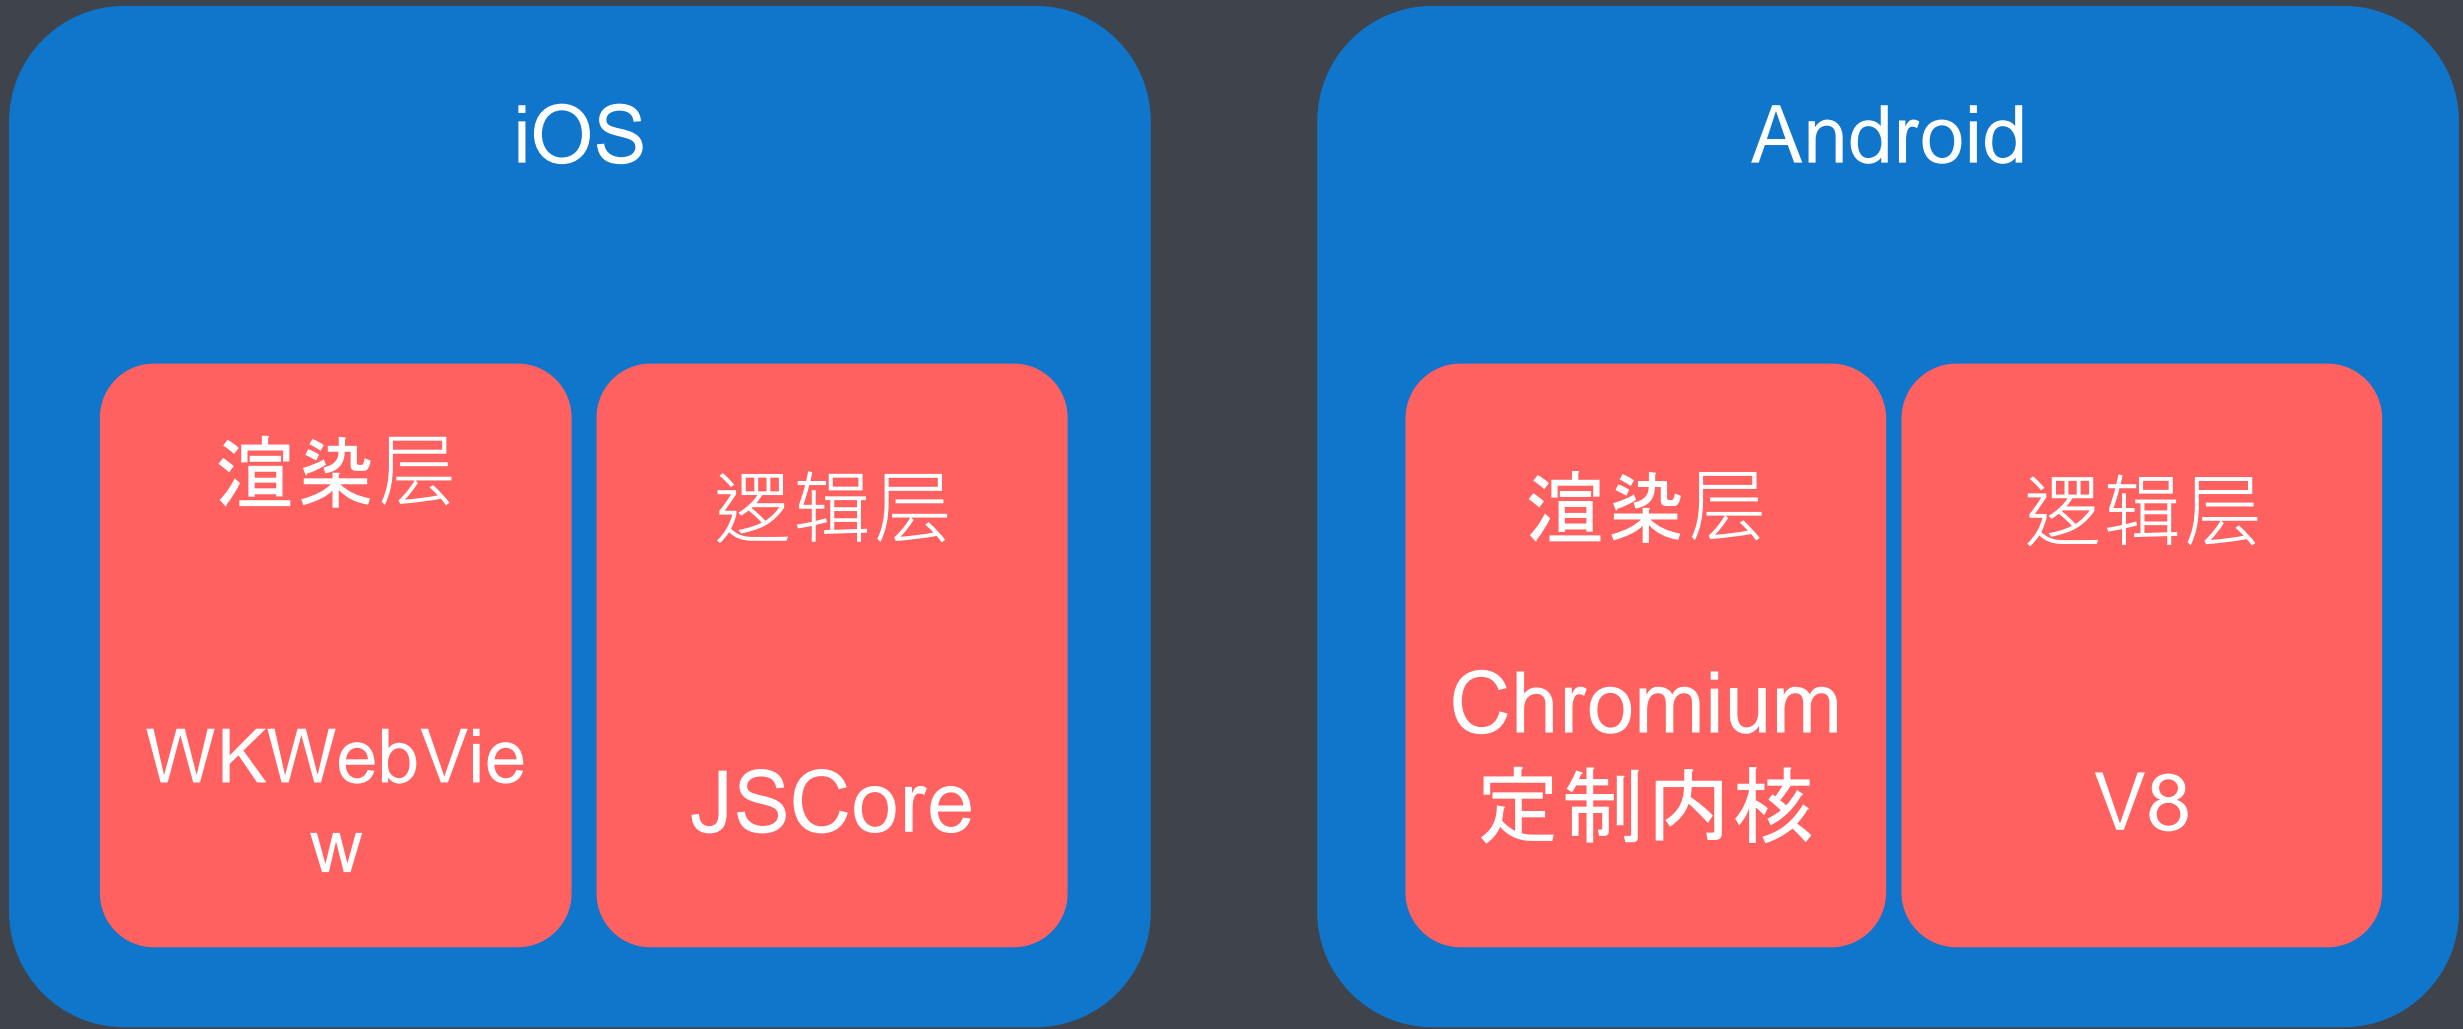 iOS
渲染层
WKWebVie
w
逻辑层
JSCore
Android
渲染层
Chromium
定制内核
逻辑层
V8